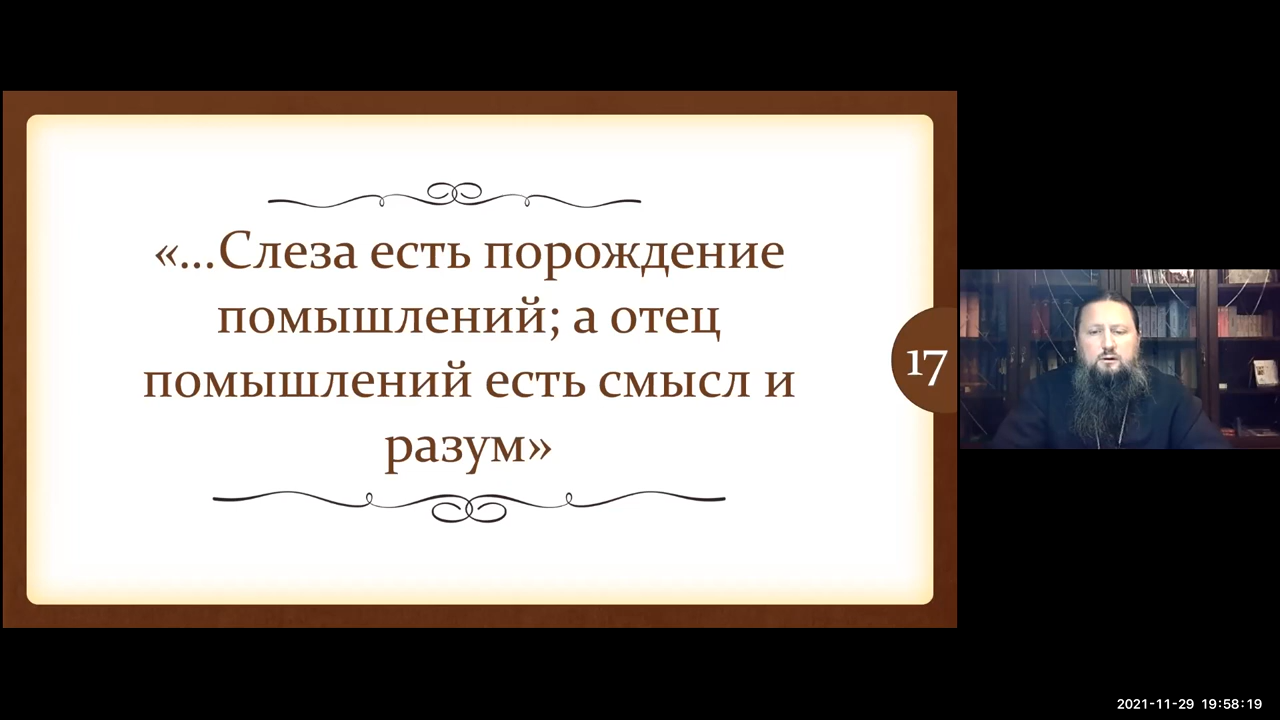 «...Слеза есть порождение
помышлений; а отец
помышлений есть смысл и
разум»
17
2021-11-29 19:58:19